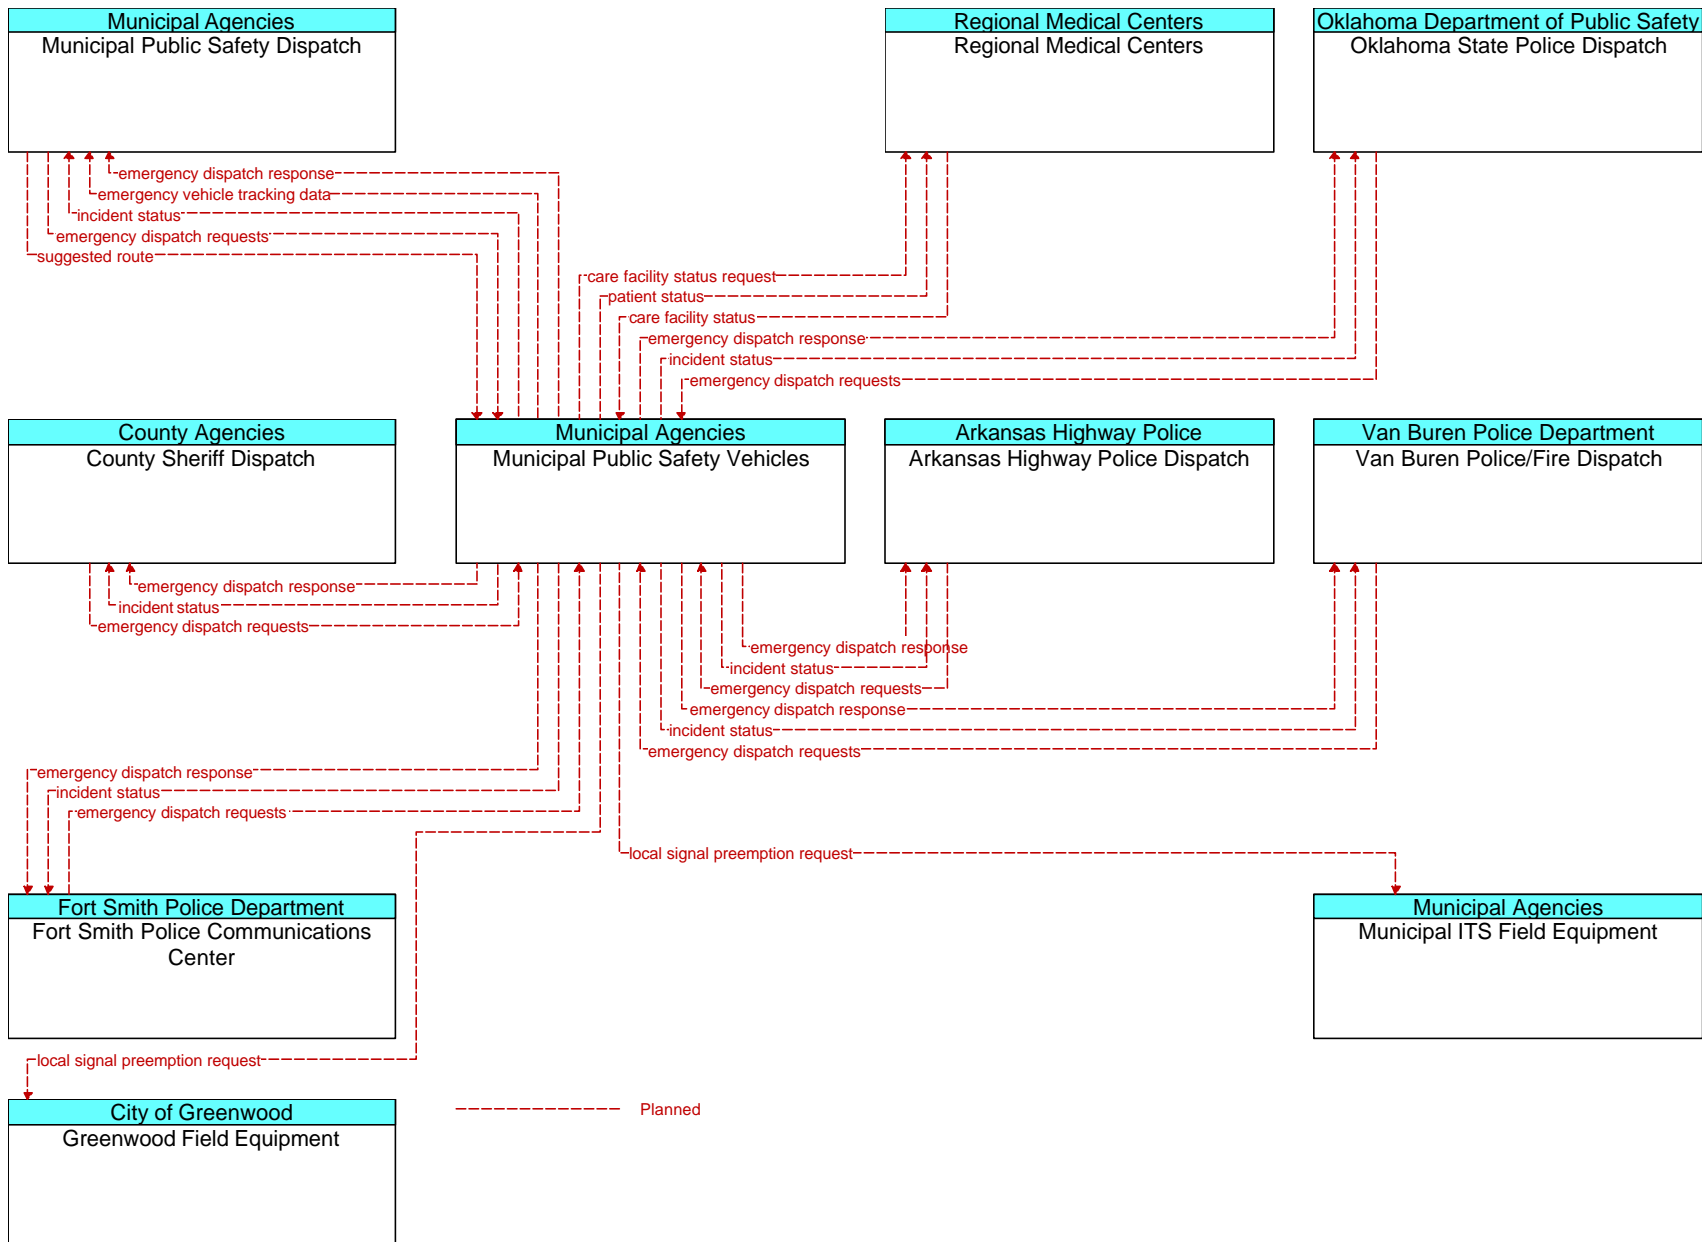 Municipal Agencies
Municipal Public Safety Dispatch
Regional Medical Centers
Regional Medical Centers
Oklahoma Department of Public Safety
Oklahoma State Police Dispatch
emergency dispatch response
emergency vehicle tracking data
incident status
emergency dispatch requests
suggested route
care facility status request
patient status
care facility status
emergency dispatch response
incident status
emergency dispatch requests
County Agencies
County Sheriff Dispatch
Municipal Agencies
Municipal Public Safety Vehicles
Arkansas Highway Police
Arkansas Highway Police Dispatch
Van Buren Police Department
Van Buren Police/Fire Dispatch
emergency dispatch response
incident status
emergency dispatch requests
emergency dispatch response
incident status
emergency dispatch requests
emergency dispatch response
incident status
emergency dispatch requests
emergency dispatch response
incident status
emergency dispatch requests
local signal preemption request
Fort Smith Police Department
Fort Smith Police Communications
Center
Municipal Agencies
Municipal ITS Field Equipment
local signal preemption request
City of Greenwood
Greenwood Field Equipment
Planned